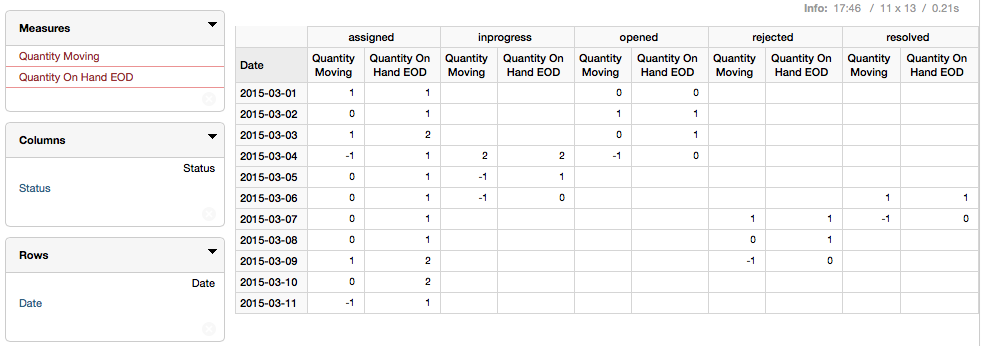 Info: 17:46 / 11 x 13 / 0.21s
Measures
Quantity Moving
Quantity On Hand EOD
Columns
Status
Status
Rows
Date
Date
assigned inprogress opened rejected resolved
Date Quantity Moving Quantity On Hand EOD Quantity Moving Quantity On Hand EOD Quantity Moving Quantity On Hand EOD Quantity Moving Quantity On Hand EOD Quantity Moving Quantity On Hand EOD
2015-03-01 1 1 0 0
2015-03-02 0 1 1 1
2015-03-03 1 2 0 1
2015-03-04 -1 1 2 2 -1 0
2015-03-05 0 1 -1 1
2015-03-06 0 1 -1 0 1 1
2015-03-07 0 1 1 1 -1 0
2015-03-08 0 1 0 1
2015-03-09 1 2 -1 0
2015-03-10 0 2
2015-03-11 -1 1